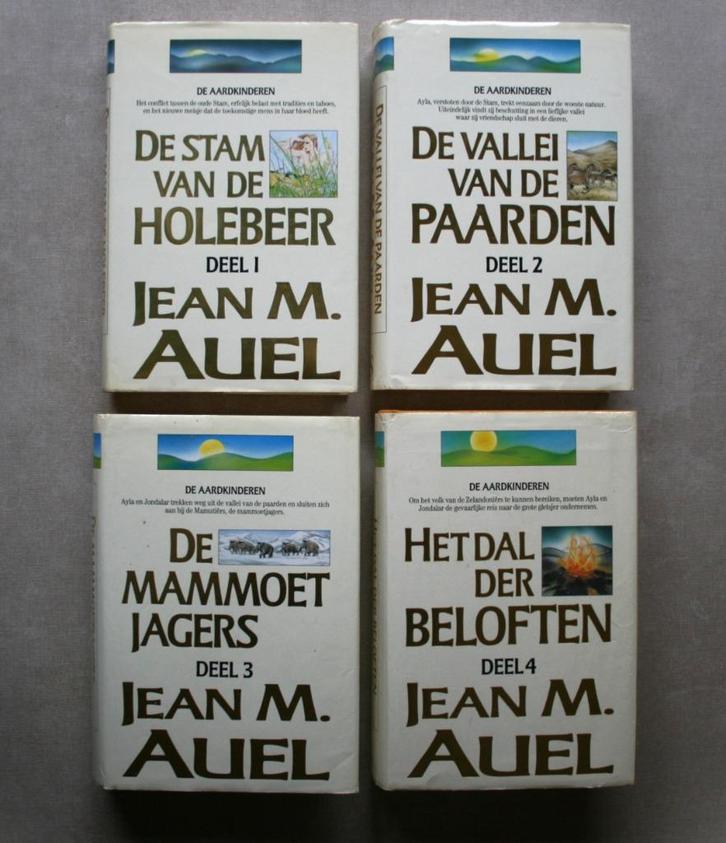 DE AARDKINDEREN
Het conflict tussen de oude Stam, erfelijk belast met tradities en taboes,
en het nieuwe meisje dat de toekomstige mens in haar bloed heeft.
DE STAM
VAN DE
HOLEBEER
DEEL 1
JEAN M.
AUEL
DE VALLEI VAN DE PAARDEN
DE AARDKINDEREN
Ayla, verstoten door de Stam, trekt eenzaam door de woeste natuur.
Uiteindelijk vindt zij beschutting in een lieflijke vallei
waar zij vriendschap sluit met de dieren.
DE VALLEI
VAN DE
PAARDEN
DEEL 2
JEAN M.
AUEL
DE AARDKINDEREN
Ayla en Jondalar trekken weg uit de vallei van de paarden en sluiten zich
aan bij de Mamutiërs, de mammoetjagers.
DE
MAMMOET
JAGERS
DEEL 3
JEAN M.
AUEL
DE AARDKINDEREN
Om het volk van de Zelandoniërs te kunnen bereiken, moeten Ayla en
Jondalar de gevaarlijke reis naar de grote gletsjer ondernemen.
HET DAL
DER
BELOFTEN
DEEL 4
JEAN M.
AUEL